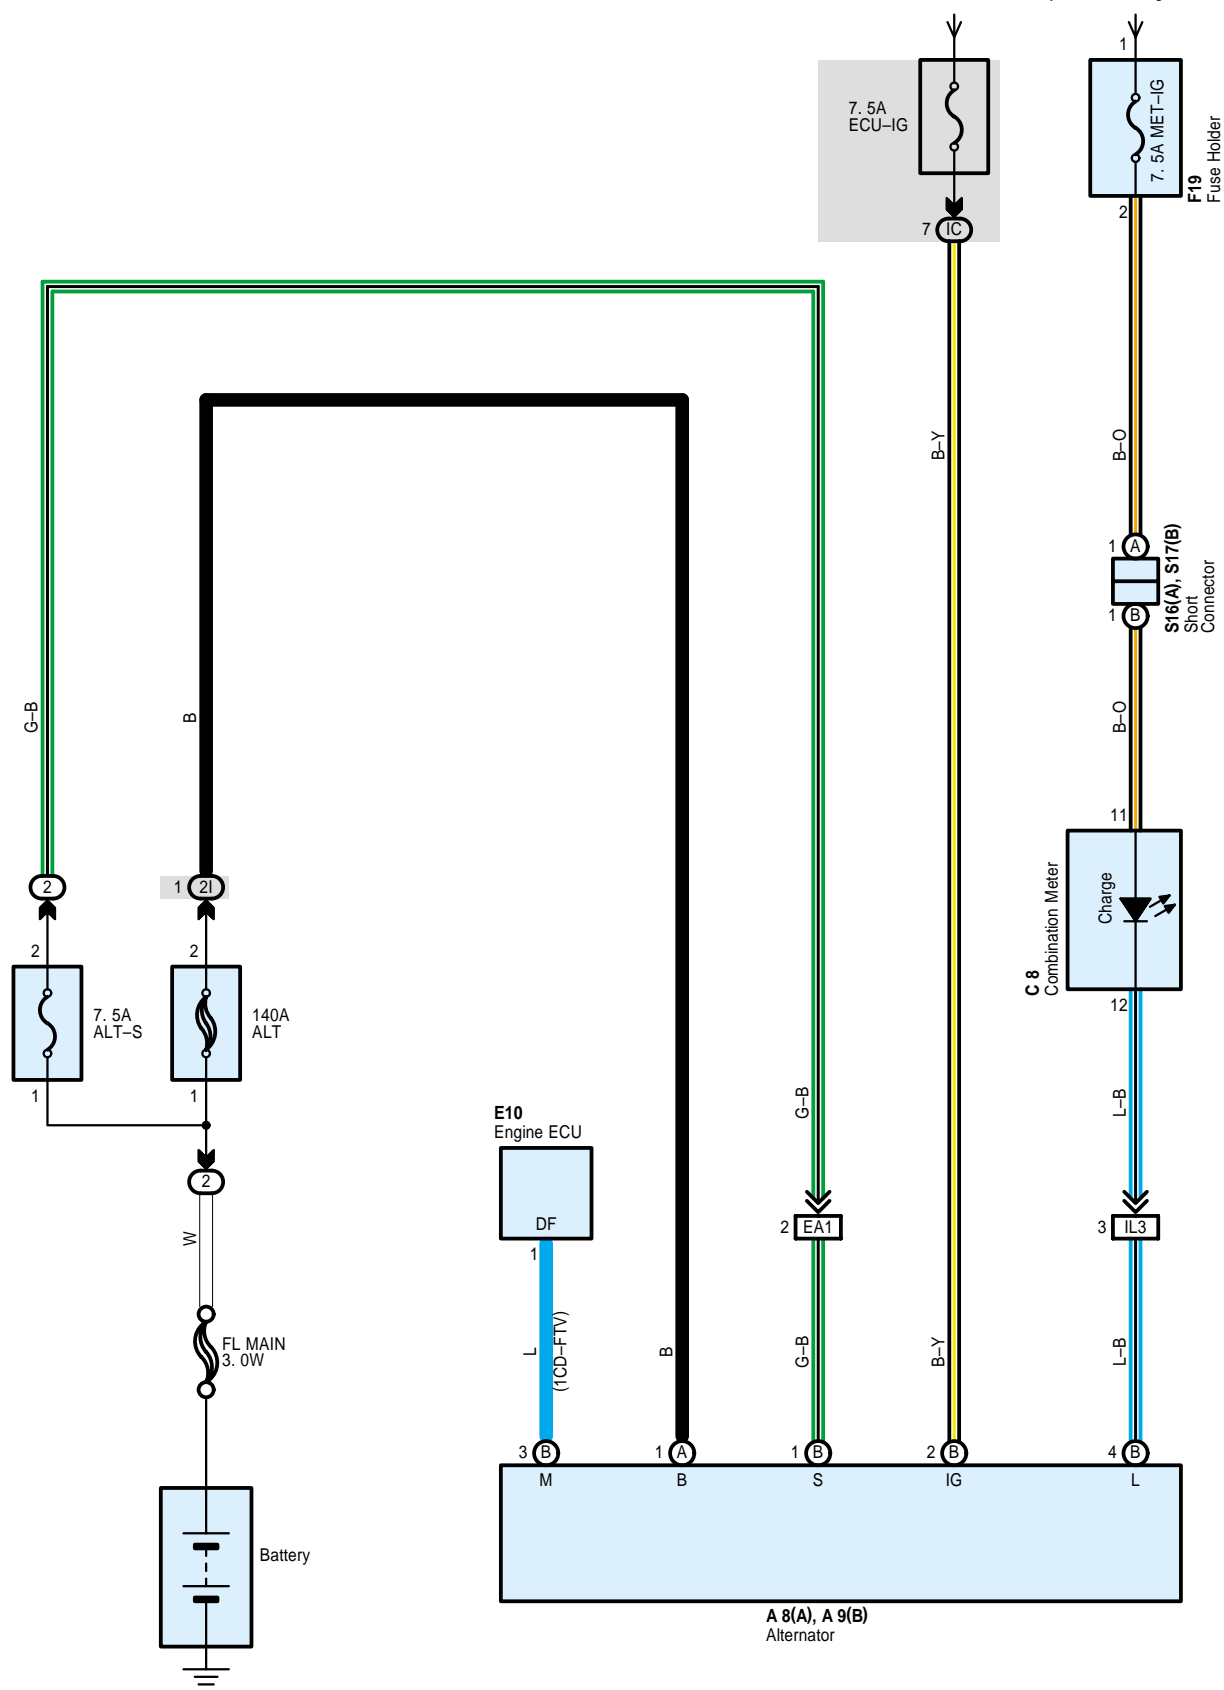 1
7. 5A
ECU–IG
7. 5A MET–IG
F19
Fuse Holder
2
7 IC
B–Y
B–O
1 A
S16(A), S17(B)
Short
Connector
1 B
G–B
B
B–O
11
2
1 2I
Charge
C 8
Combination Meter
2
2
12
7. 5A
ALT–S
140A
ALT
1
1
G–B
L–B
E10
Engine ECU
2
DF
2 EA1
3 IL3
W
1
FL MAIN
3. 0W
L
(1CD–FTV)
B
G–B
B–Y
L–B
3 B
1 A
1 B
2 B
4 B
M
B
S
IG
L
Battery
A 8(A), A 9(B)
Alternator